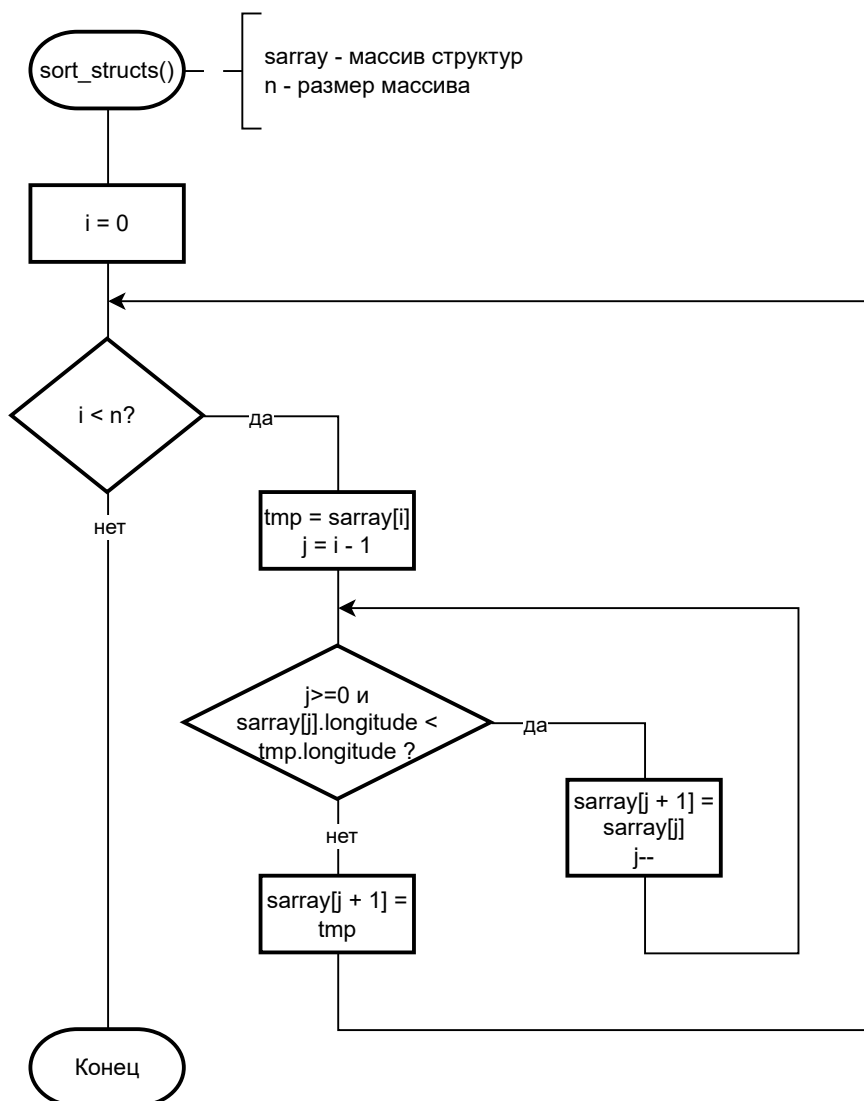 sort_structs()
sarray - массив структур
n - размер массива
i = 0
i < n?
да
нет
tmp = sarray[i]
j = i - 1
j>=0 и
sarray[j].longitude <
tmp.longitude ?
да
sarray[j + 1] =
sarray[j]
j--
нет
sarray[j + 1] =
tmp
Конец